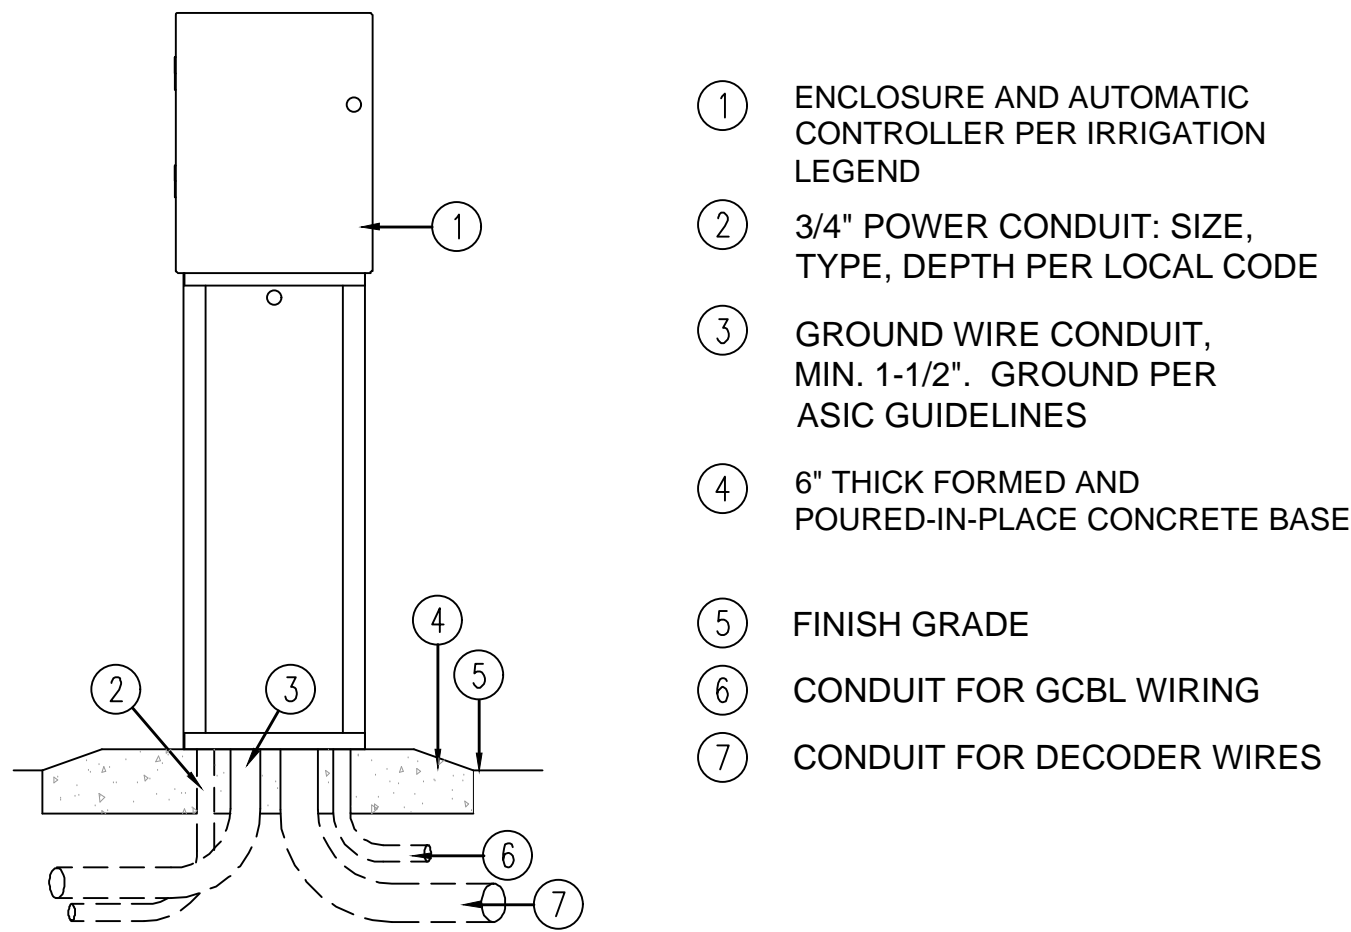 1
4
5
2
3
6
7
1 ENCLOSURE AND AUTOMATIC
CONTROLLER PER IRRIGATION
LEGEND
2 3/4" POWER CONDUIT: SIZE,
TYPE, DEPTH PER LOCAL CODE
3 GROUND WIRE CONDUIT,
MIN. 1-1/2". GROUND PER
ASIC GUIDELINES
4 6" THICK FORMED AND
POURED-IN-PLACE CONCRETE BASE
5 FINISH GRADE
6 CONDUIT FOR GCBL WIRING
7 CONDUIT FOR DECODER WIRES